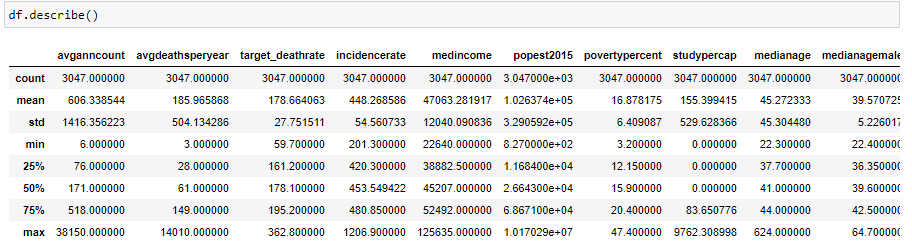 df.describe()
avganncount avgdeathsperyear target_deathrate incidencerate medincome popest2015 povertypercent studypercap medianage medianagemale
count 3047.000000 3047.000000 3047.000000 3047.000000 3047.000000 3.047000e+03 3047.000000 3047.000000 3047.000000 3047.000000
mean 606.338544 185.965868 178.664063 448.268586 47063.281917 1.026374e+05 16.878175 155.399415 45.272333 39.570725
std 1416.356223 504.134286 27.751511 54.560733 12040.090836 3.290592e+05 6.409087 529.628366 45.304480 5.226017
min 6.000000 3.000000 59.700000 201.300000 22640.000000 8.270000e+02 3.200000 0.000000 22.300000 22.400000
25% 76.000000 28.000000 161.200000 420.300000 38882.500000 1.168400e+04 12.150000 0.000000 37.700000 36.350000
50% 171.000000 61.000000 178.100000 453.549422 45207.000000 2.664300e+04 15.900000 0.000000 41.000000 39.600000
75% 518.000000 149.000000 195.200000 480.850000 52492.000000 6.867100e+04 20.400000 83.650776 44.000000 42.500000
max 38150.000000 14010.000000 362.800000 1206.900000 125635.000000 1.017029e+07 47.400000 9762.308998 624.000000 64.700000